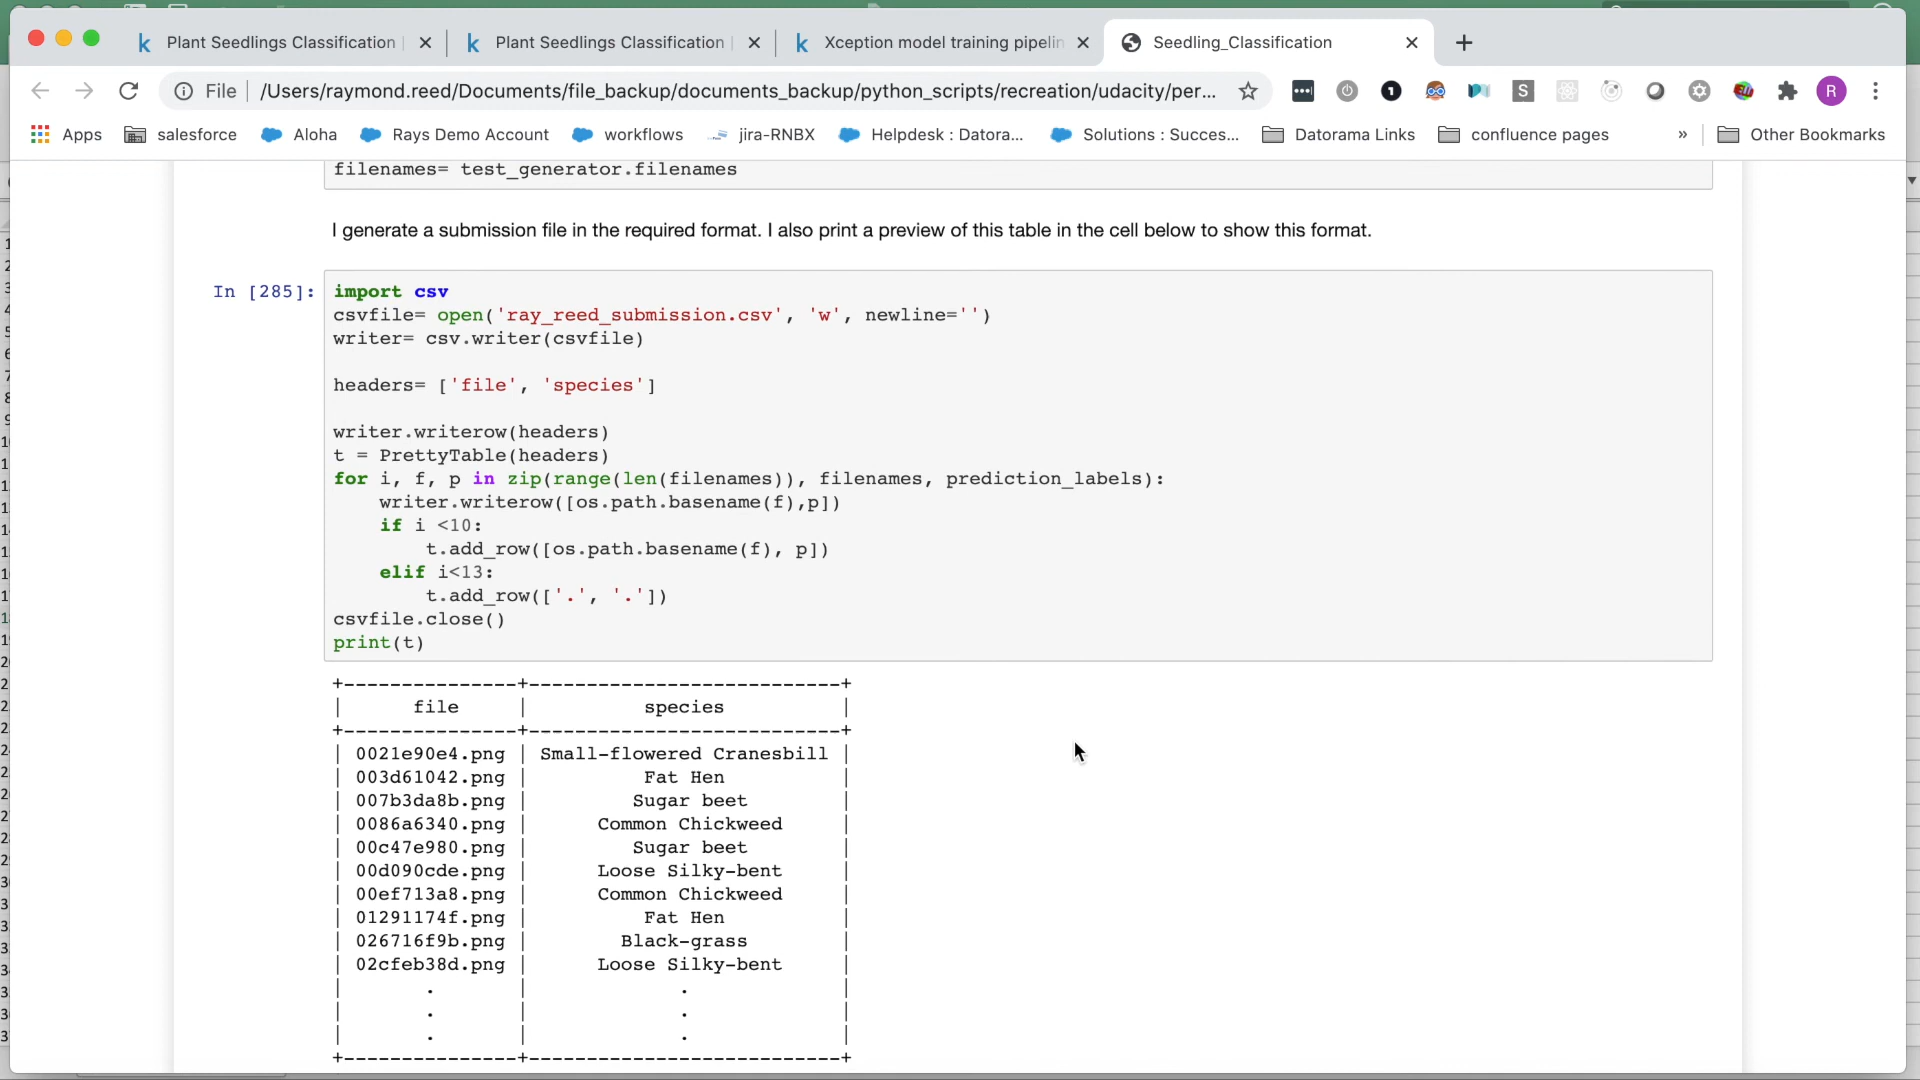 Plant Seedlings Classification
Plant Seedlings Classification
Xception model training pipelin
Seedling_Classification
File
/Users/raymond.reed/Documents/file_backup/documents_backup/python_scripts/recreation/udacity/per...
S
R
Apps
salesforce
Aloha
Rays Demo Account
workflows
jira-RNBX
Helpdesk : Datora...
Solutions : Succes...
Datorama Links
confluence pages
»
Other Bookmarks
filenames= test_generator.filenames
I generate a submission file in the required format. I also print a preview of this table in the cell below to show this format.
In [285]:
import csv
csvfile= open('ray_reed_submission.csv', 'w', newline='')
writer= csv.writer(csvfile)
headers= ['file', 'species']
writer.writerow(headers)
t = PrettyTable(headers)
for i, f, p in zip(range(len(filenames)), filenames, prediction_labels):
    writer.writerow([os.path.basename(f),p])
    if i <10:
        t.add_row([os.path.basename(f), p])
    elif i<13:
        t.add_row(['.', '.'])
csvfile.close()
print(t)
+---------------+---------------------------+
| file | species |
+---------------+---------------------------+
| 0021e90e4.png | Small-flowered Cranesbill |
| 003d61042.png | Fat Hen |
| 007b3da8b.png | Sugar beet |
| 0086a6340.png | Common Chickweed |
| 00c47e980.png | Sugar beet |
| 00d090cde.png | Loose Silky-bent |
| 00ef713a8.png | Common Chickweed |
| 01291174f.png | Fat Hen |
| 026716f9b.png | Black-grass |
| 02cfeb38d.png | Loose Silky-bent |
| . | . |
| . | . |
| . | . |
+---------------+---------------------------+